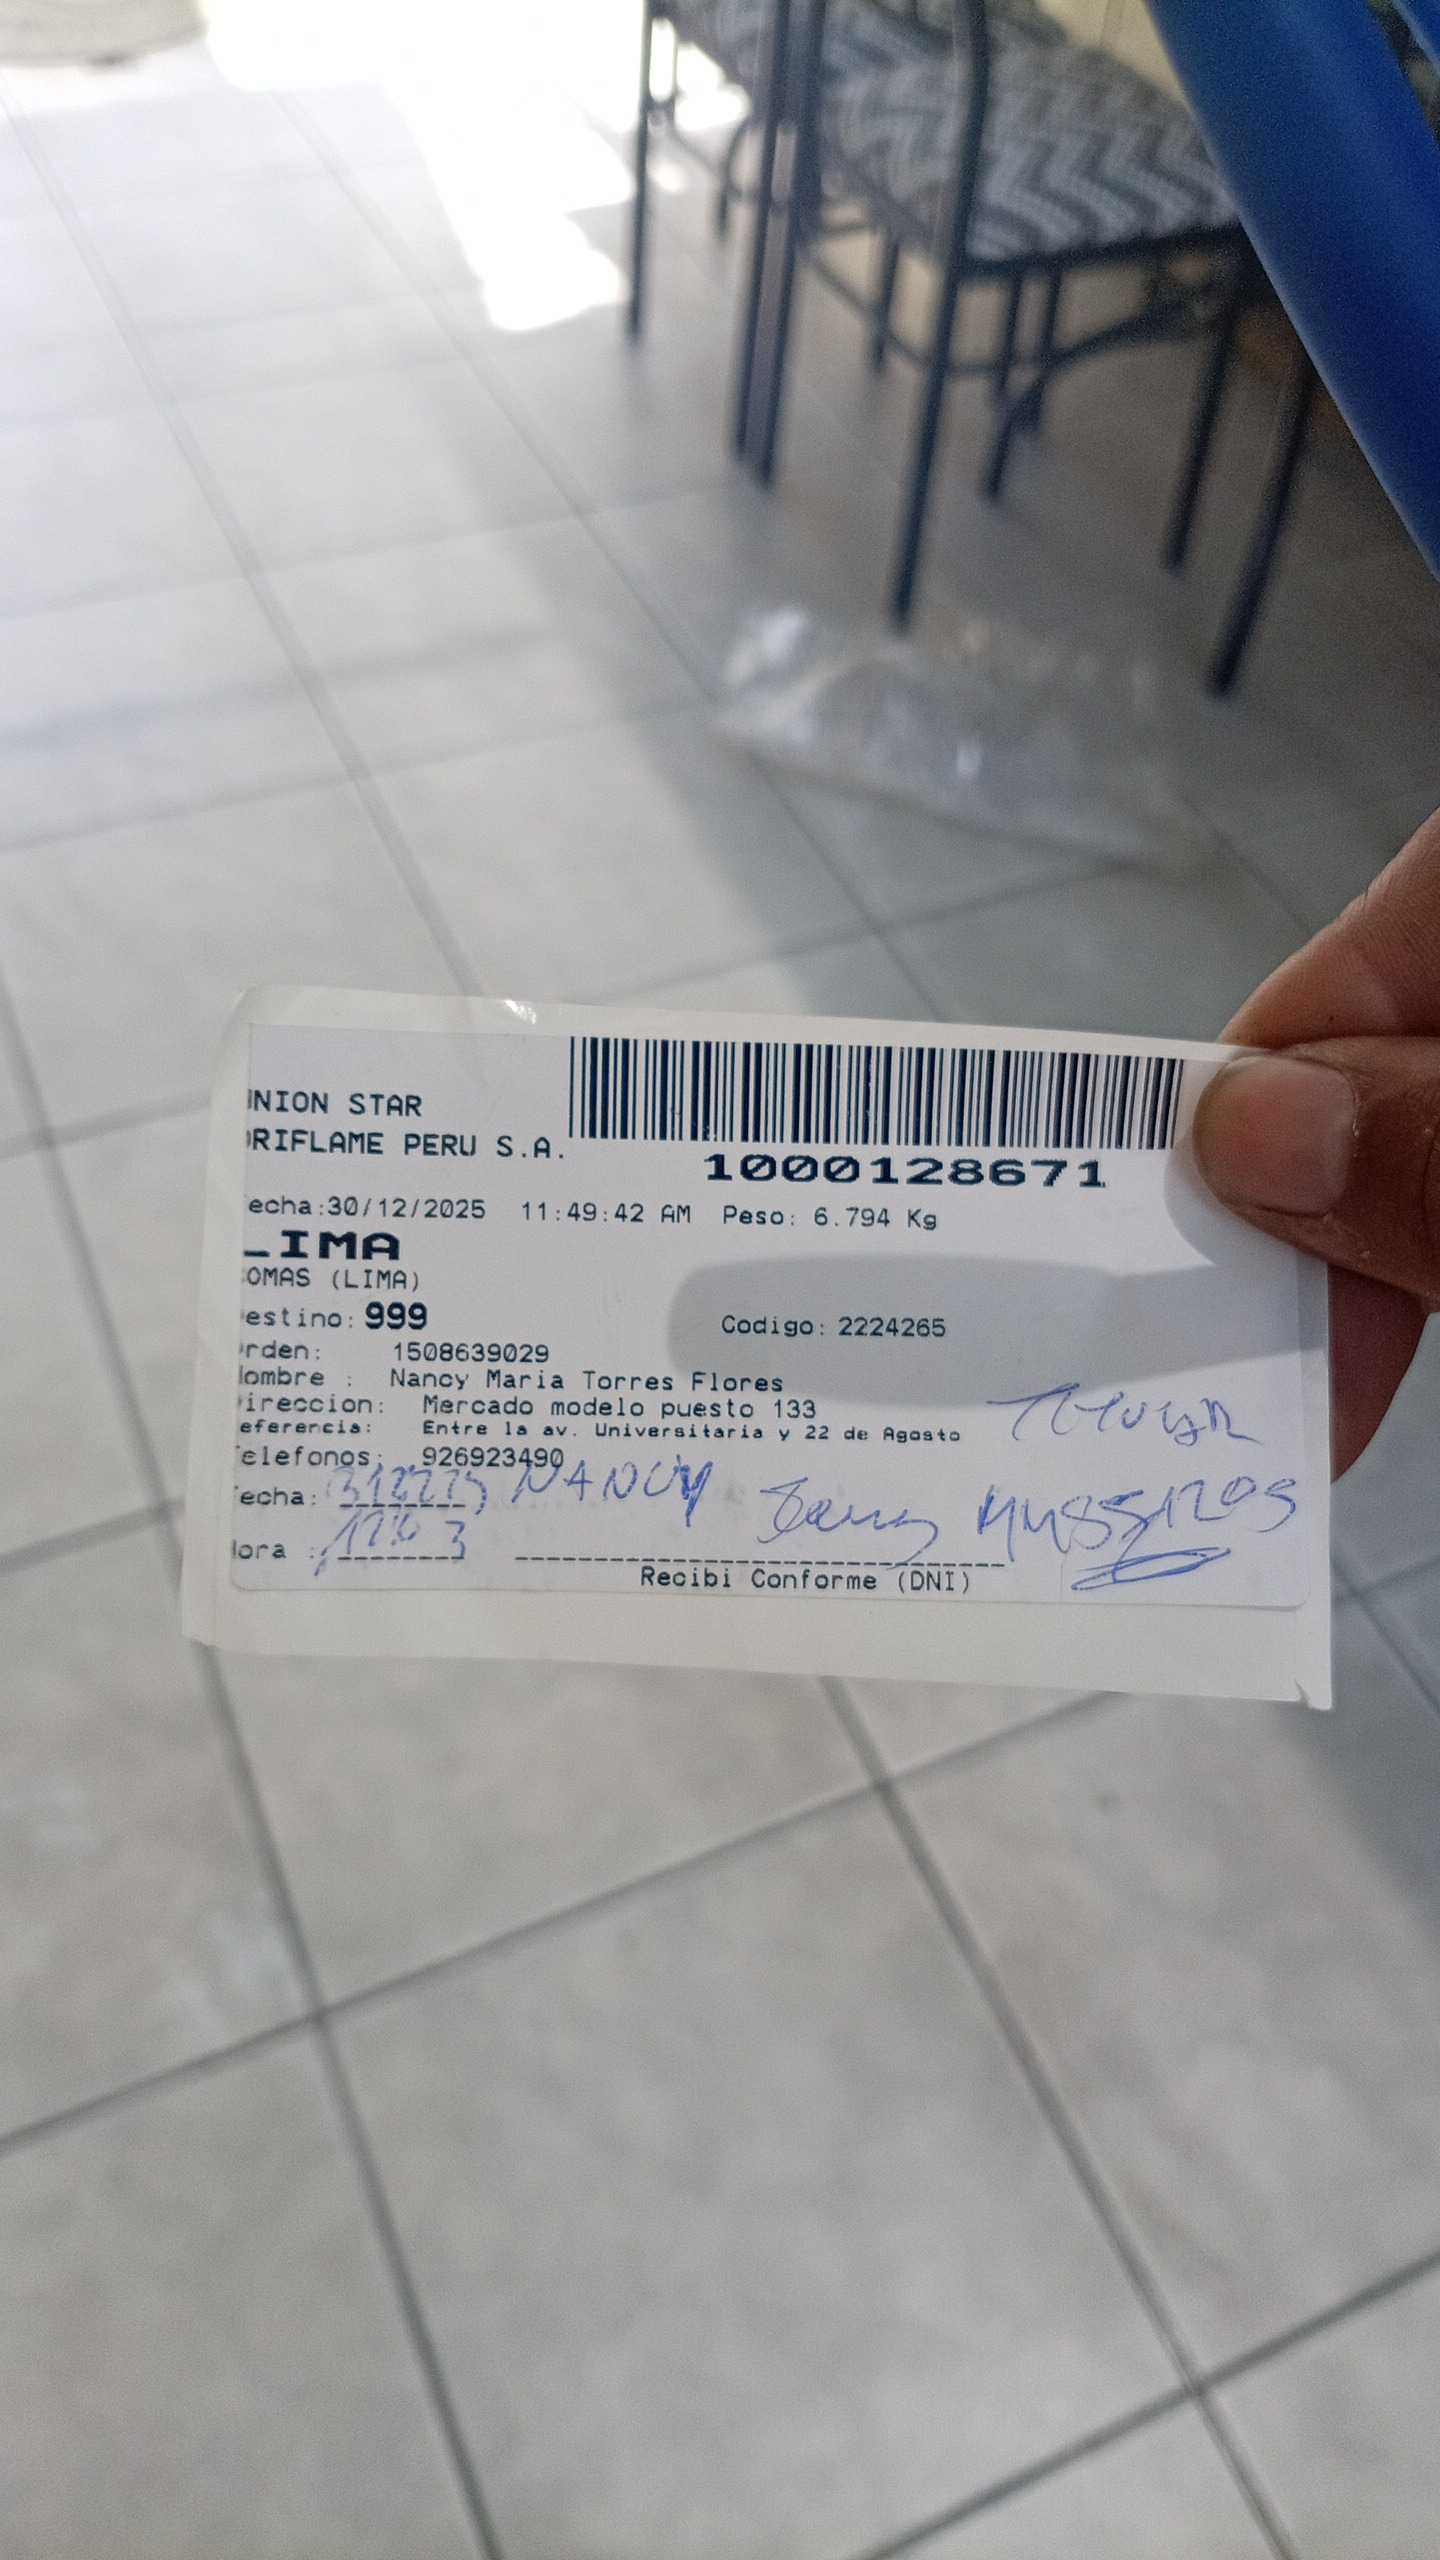 NION STAR
RIFLAME PERU S.A.
1000128671
echa:30/12/2025 11:49:42 AM Peso: 6.794 Kg
LIMA
OMAS (LIMA)
estino: 999 Codigo: 2224265
rden: 1508639029
ombre : Nancy Maria Torres Flores
ireccion: Mercado modelo puesto 133
eferencia: Entre la av. Universitaria y 22 de Agosto
elefonos: 926923490
echa: NANCY
ora :
Recibi Conforme (DNI)